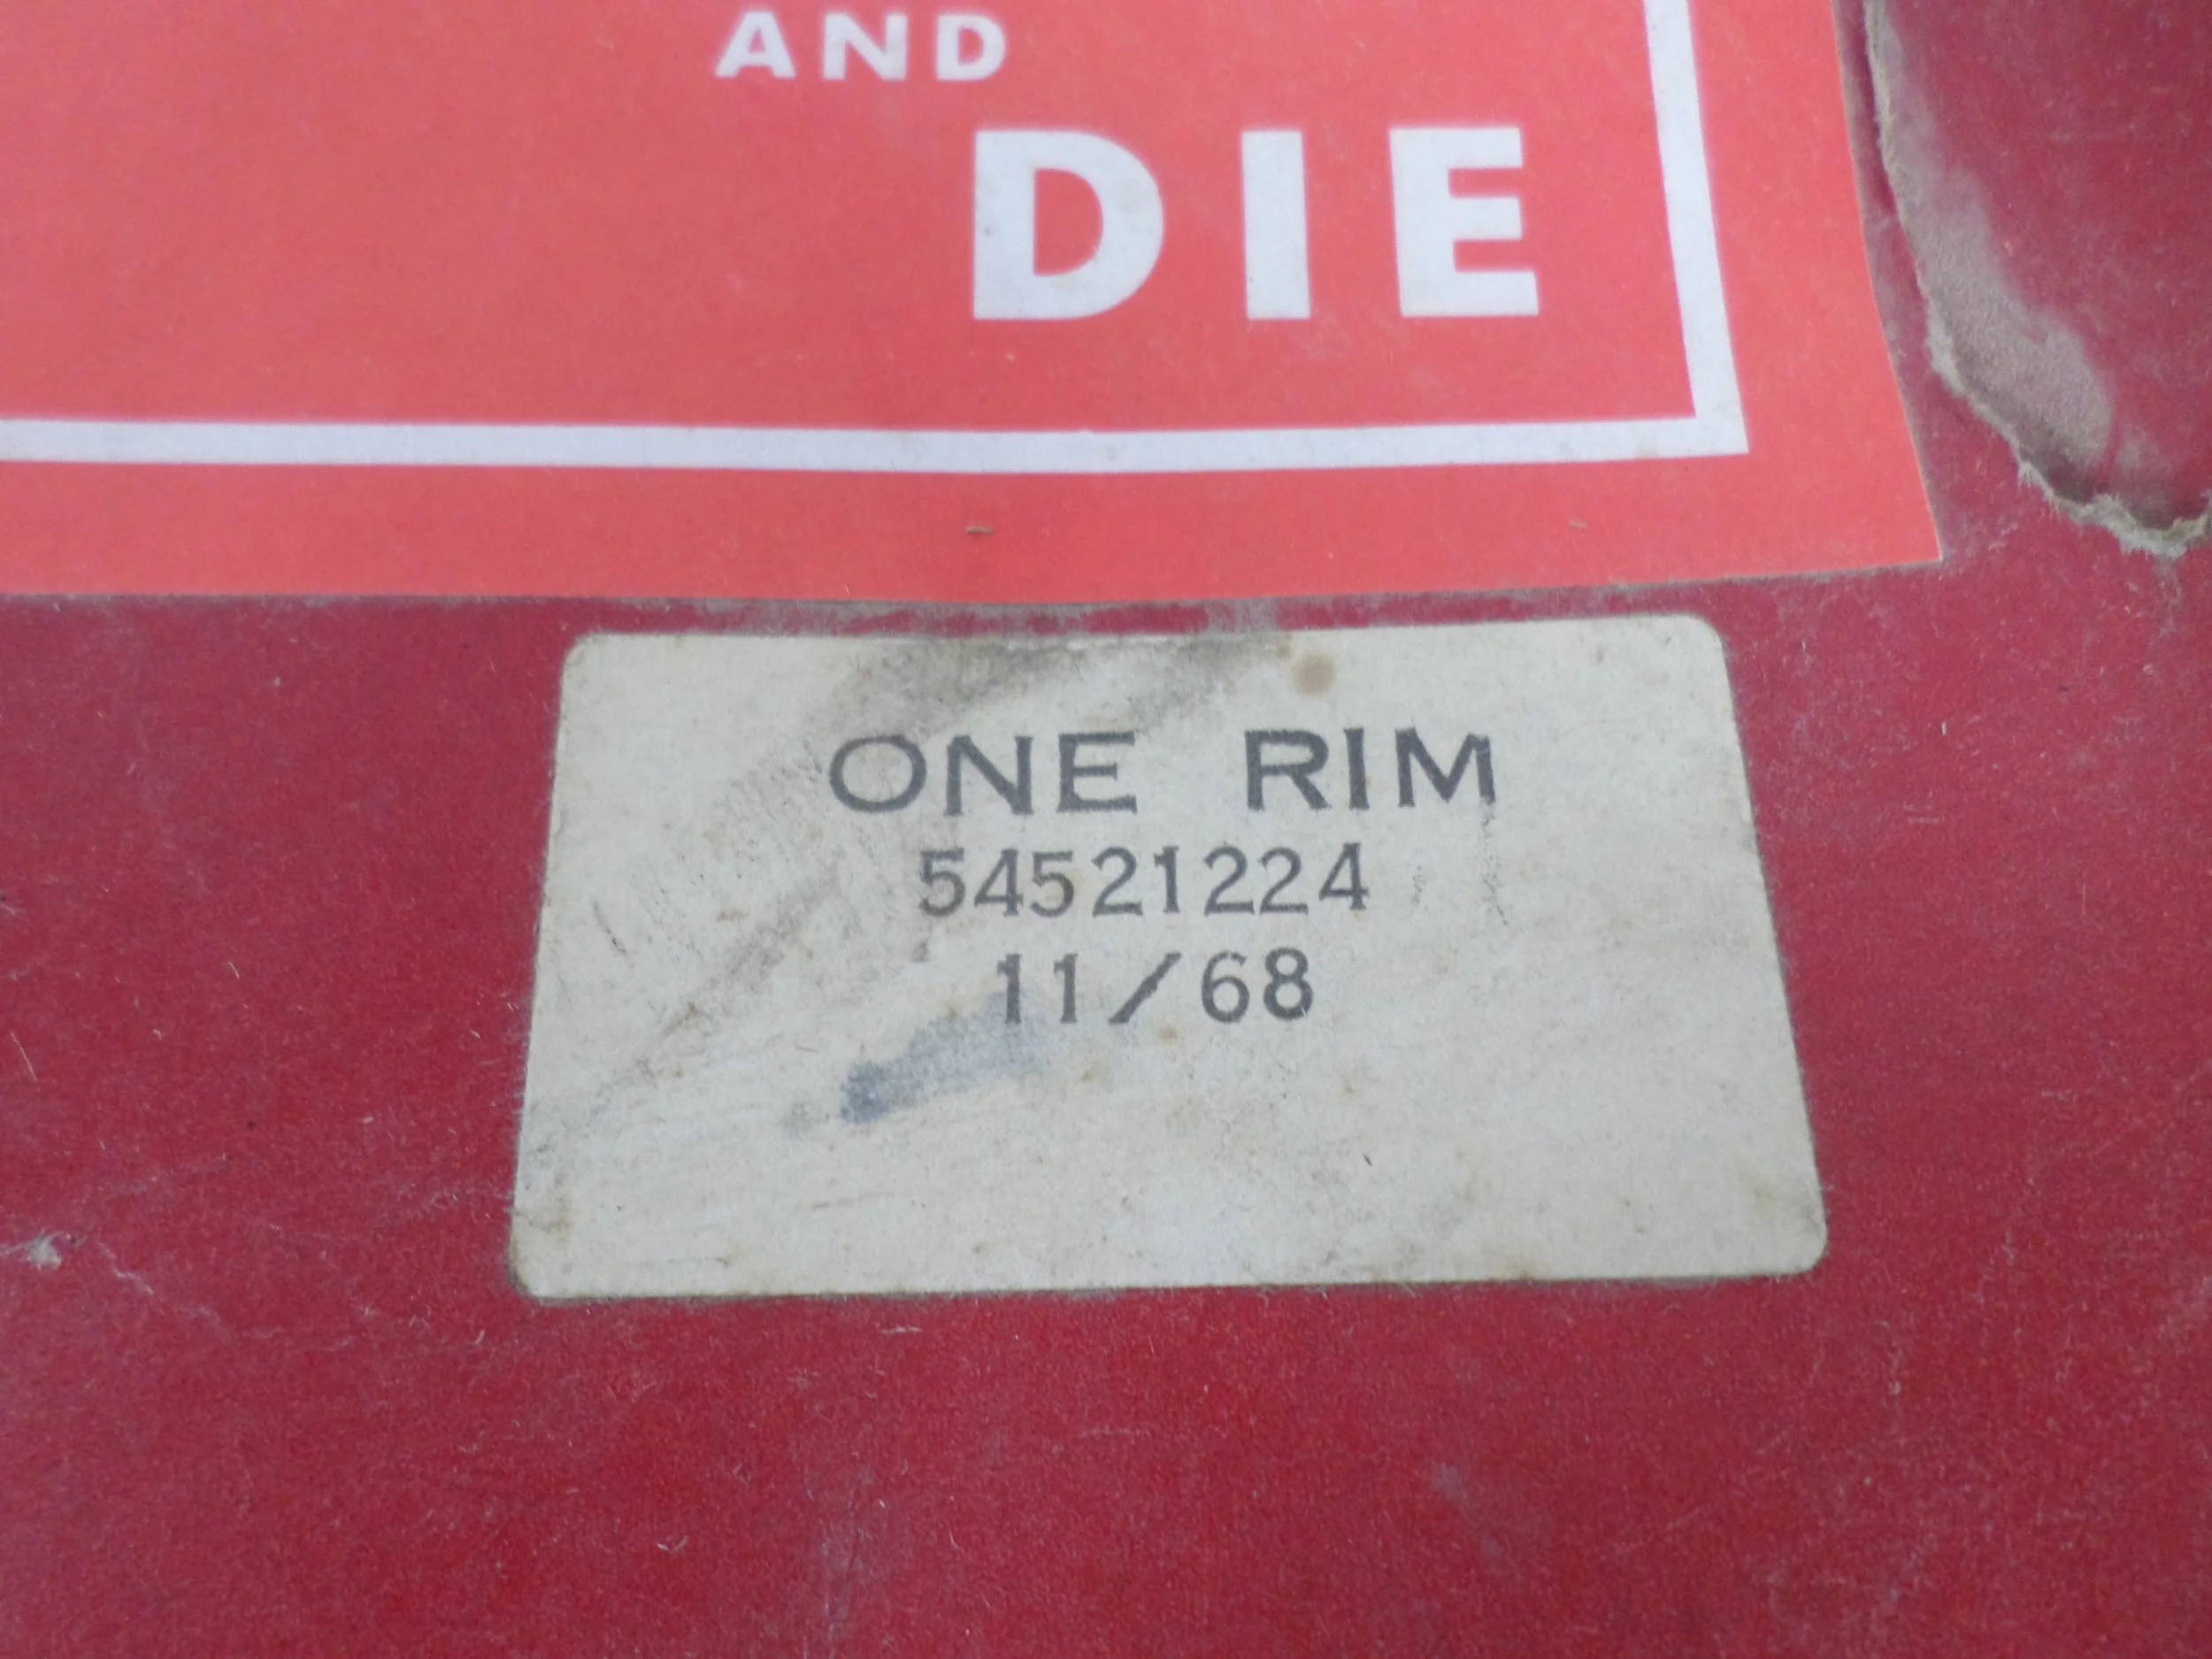 AND
DIE
ONE RIM
54521224
11/68